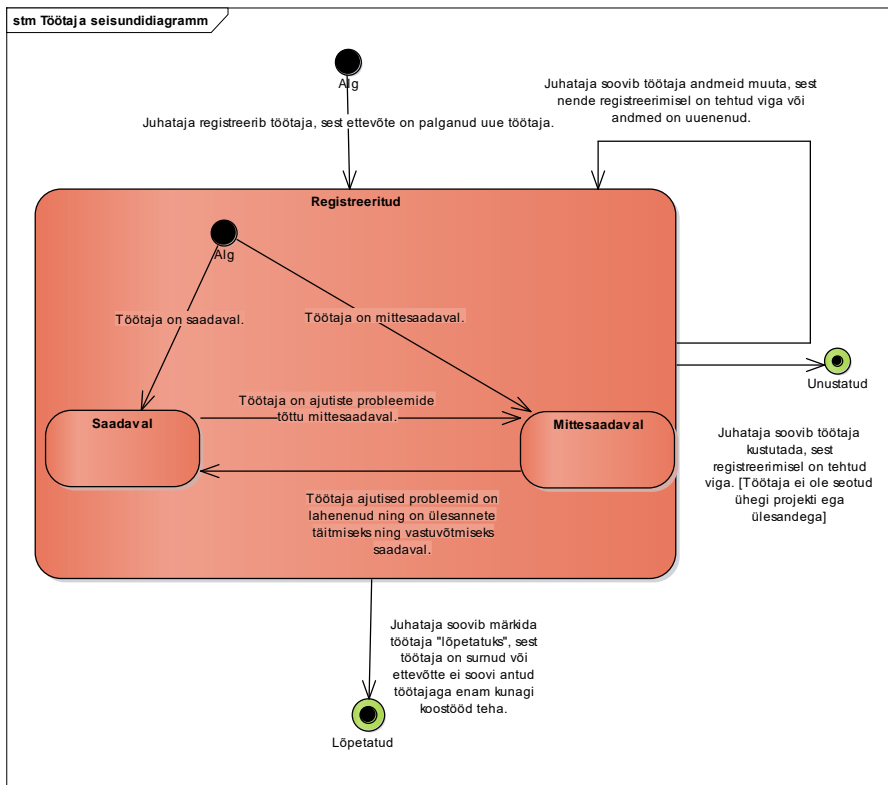 stm Töötaja seisundidiagramm
Alg
Juhataja registreerib töötaja, sest ettevõte on palganud uue töötaja.
Juhataja soovib töötaja andmeid muuta, sest
nende registreerimisel on tehtud viga või
andmed on uuenenud.
Registreeritud
Alg
Töötaja on saadaval.
Töötaja on mittesaadaval.
Töötaja on ajutiste probleemide
tõttu mittesaadaval.
Saadaval
Mittesaadaval
Töötaja ajutised probleemid on
lahenenud ning on ülesannete
täitmiseks ning vastuvõtmiseks
saadaval.
Unustatud
Juhataja soovib töötaja
kustutada, sest
registreerimisel on tehtud
viga. [Töötaja ei ole seotud
ühegi projekti ega
ülesandega]
Juhataja soovib märkida
töötaja "lõpetatuks", sest
töötaja on surnud või
ettevõtte ei soovi antud
töötajaga enam kunagi
koostööd teha.
Lõpetatud